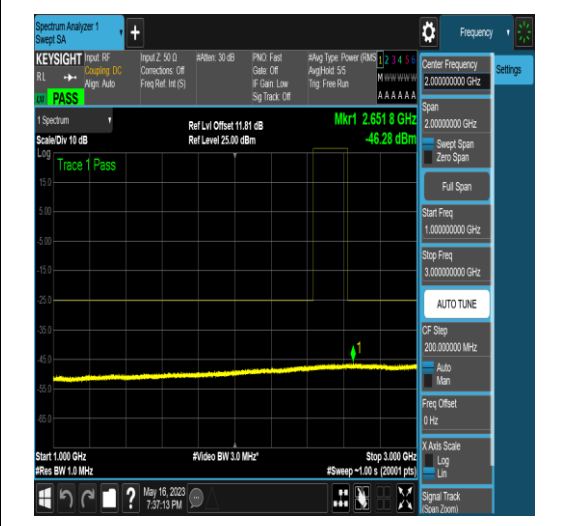 Spectrum Analyzer 1
Swept SA
+
Frequency
KEYSIGHT
RL
PASS
Input: RF
Coupling: DC
Align: Auto
Input Z: 50 Ω
Corrections: Off
Freq Ref: Int (S)
#Atten: 30 dB
PNO: Fast
Gate: Off
IF Gain: Low
Sig Track: Off
#Avg Type: Power (RMS
Avg|Hold: 5/5
Trig: Free Run
1 2 3 4 5 6
M W W W W W
A A A A A A
Center Frequency
2.000000000 GHz
Settings
Span
2.00000000 GHz
Swept Span
Zero Span
Full Span
Start Freq
1.000000000 GHz
Stop Freq
3.000000000 GHz
AUTO TUNE
CF Step
200.000000 MHz
Auto
Man
Freq Offset
0 Hz
X Axis Scale
Log
Lin
Signal Track
(Span Zoom)
1 Spectrum
Scale/Div 10 dB
Ref Lvl Offset 11.81 dB
Ref Level 25.00 dBm
Mkr1 2.651 8 GHz
-46.28 dBm
Log
Trace 1 Pass
15.0
5.00
-5.00
-15.0
-25.0
-35.0
-45.0
-55.0
-65.0
1
Start 1.000 GHz
#Res BW 1.0 MHz
#Video BW 3.0 MHz*
Stop 3.000 GHz
#Sweep ~1.00 s (20001 pts)
?
May 16, 2023
7:37:13 PM